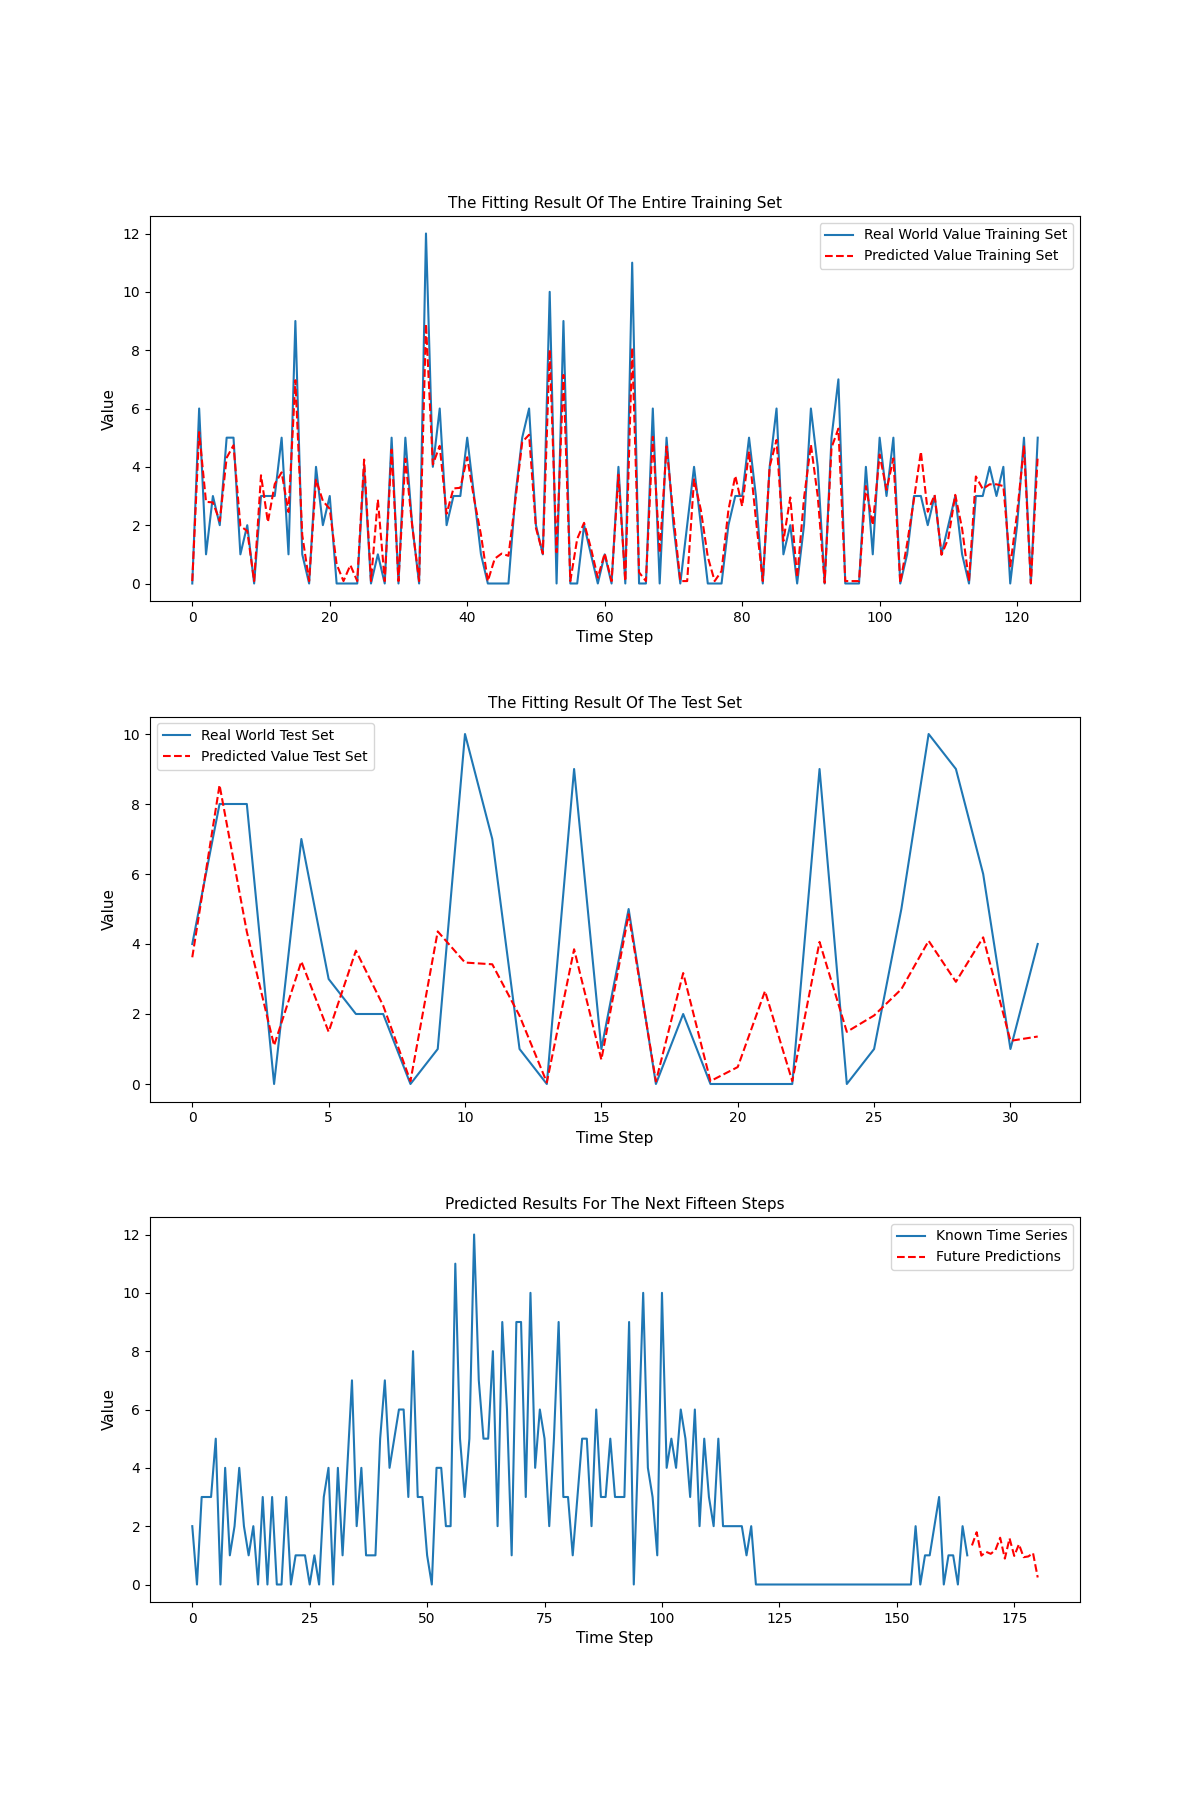 The Fitting Result Of The Entire Training Set
Real World Value Training Set
Predicted Value Training Set
Value
12
10
8
6
4
2
0
0 20 40 60 80 100 120
Time Step
The Fitting Result Of The Test Set
Real World Test Set
Predicted Value Test Set
Value
10
8
6
4
2
0
0 5 10 15 20 25 30
Time Step
Predicted Results For The Next Fifteen Steps
Known Time Series
Future Predictions
Value
12
10
8
6
4
2
0
0 25 50 75 100 125 150 175
Time Step